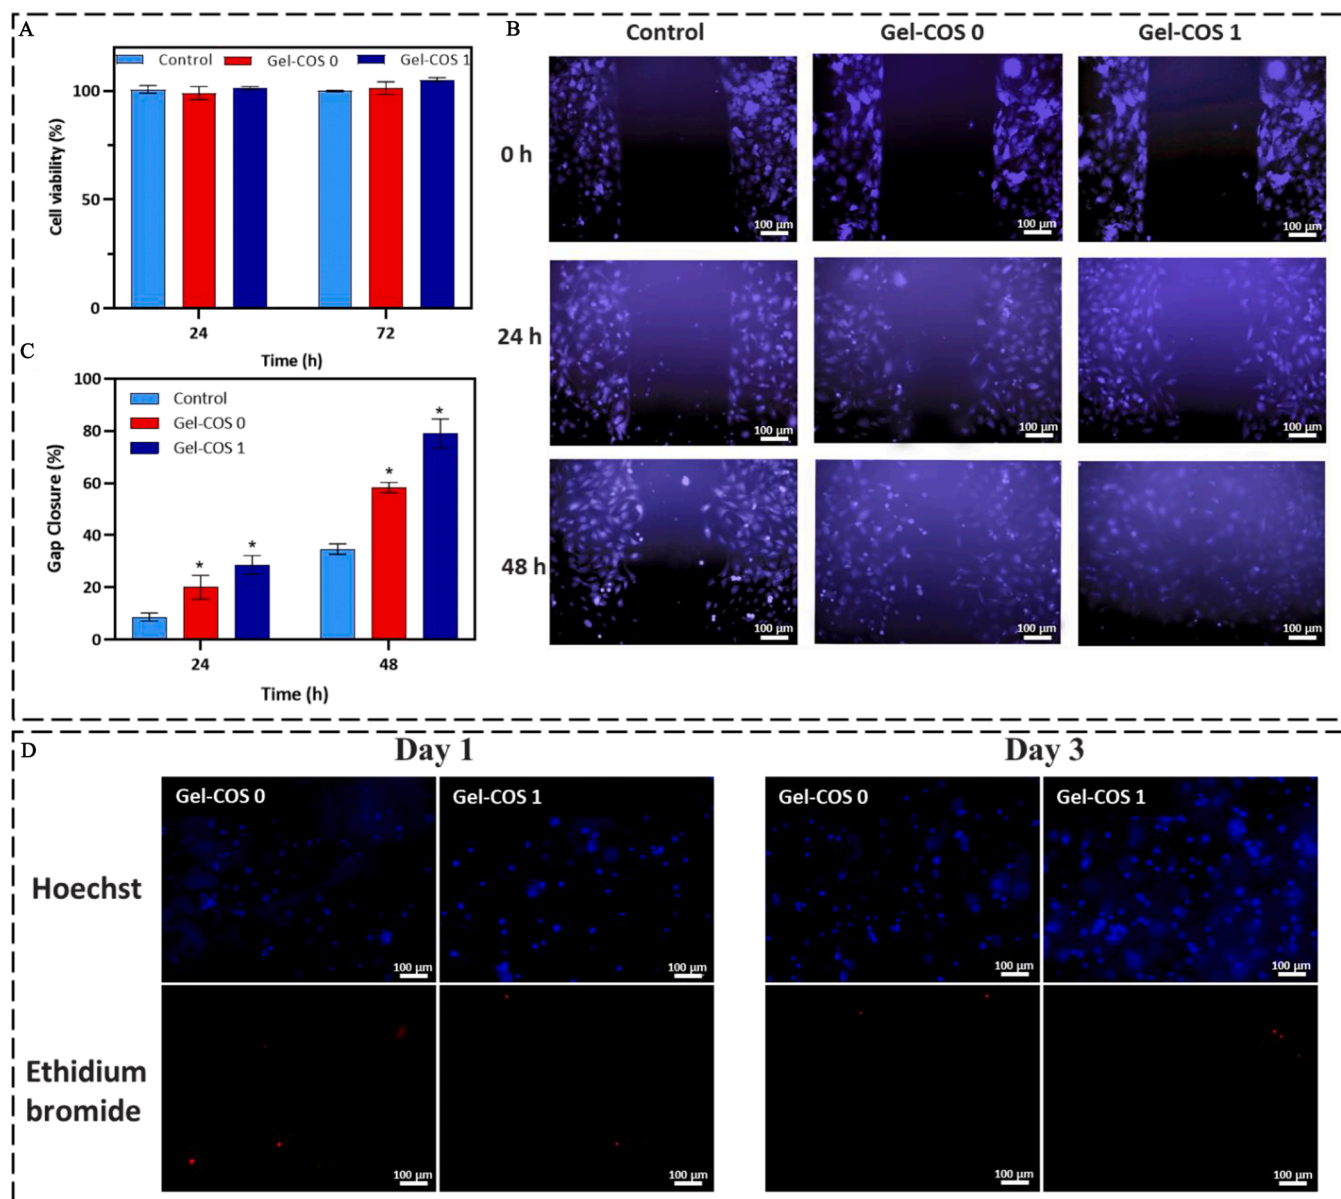 A
Control Gel-COS 0 Gel-COS 1
Cell viability (%)
100
50
0
24 72
Time (h)
B
Control Gel-COS 0 Gel-COS 1
0 h
100 µm 100 µm 100 µm
24 h
100 µm 100 µm 100 µm
48 h
100 µm 100 µm 100 µm
C
Gap Closure (%)
100
80
60
40
20
0
Control
Gel-COS 0
Gel-COS 1
* * * *
24 48
Time (h)
D
Day 1 Day 3
Hoechst
Gel-COS 0 Gel-COS 1 Gel-COS 0 Gel-COS 1
100 µm 100 µm 100 µm 100 µm
Ethidium
bromide
100 µm 100 µm 100 µm 100 µm